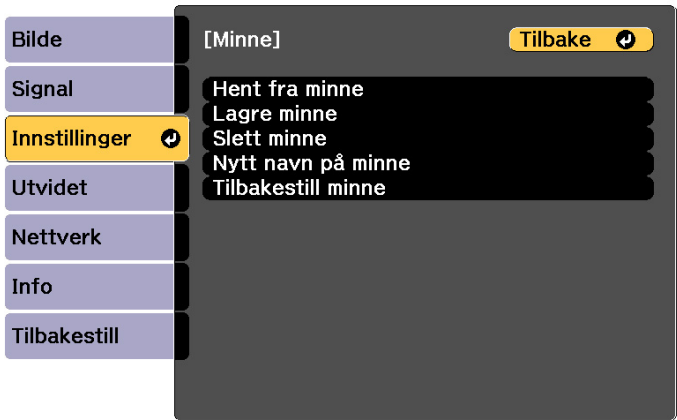 Bilde
Signal
Innstillinger
Utvidet
Nettverk
Info
Tilbakestill
[Minne]
Tilbake
Hent fra minne
Lagre minne
Slett minne
Nytt navn på minne
Tilbakestill minne